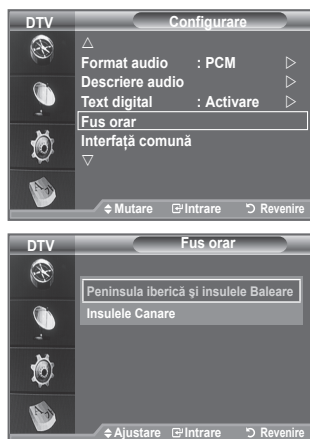 DTV Configurare
△
Format audio : PCM ▷
Descriere audio ▷
Text digital : Activare ▷
Fus orar
Interfaţă comună
▽
Mutare Intrare Revenire
DTV Fus orar
Peninsula iberică şi insulele Baleare
Insulele Canare
Ajustare Intrare Revenire